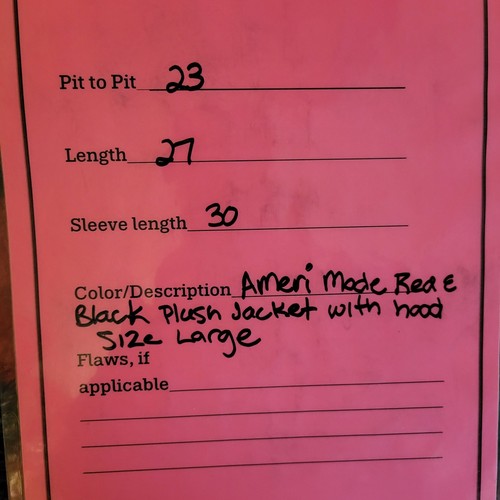 Pit to Pit 23
Length 27
Sleeve length 30
Color/Description Ameri Mode Red &
Black Plush Jacket with hood
Size Large
Flaws, if
applicable